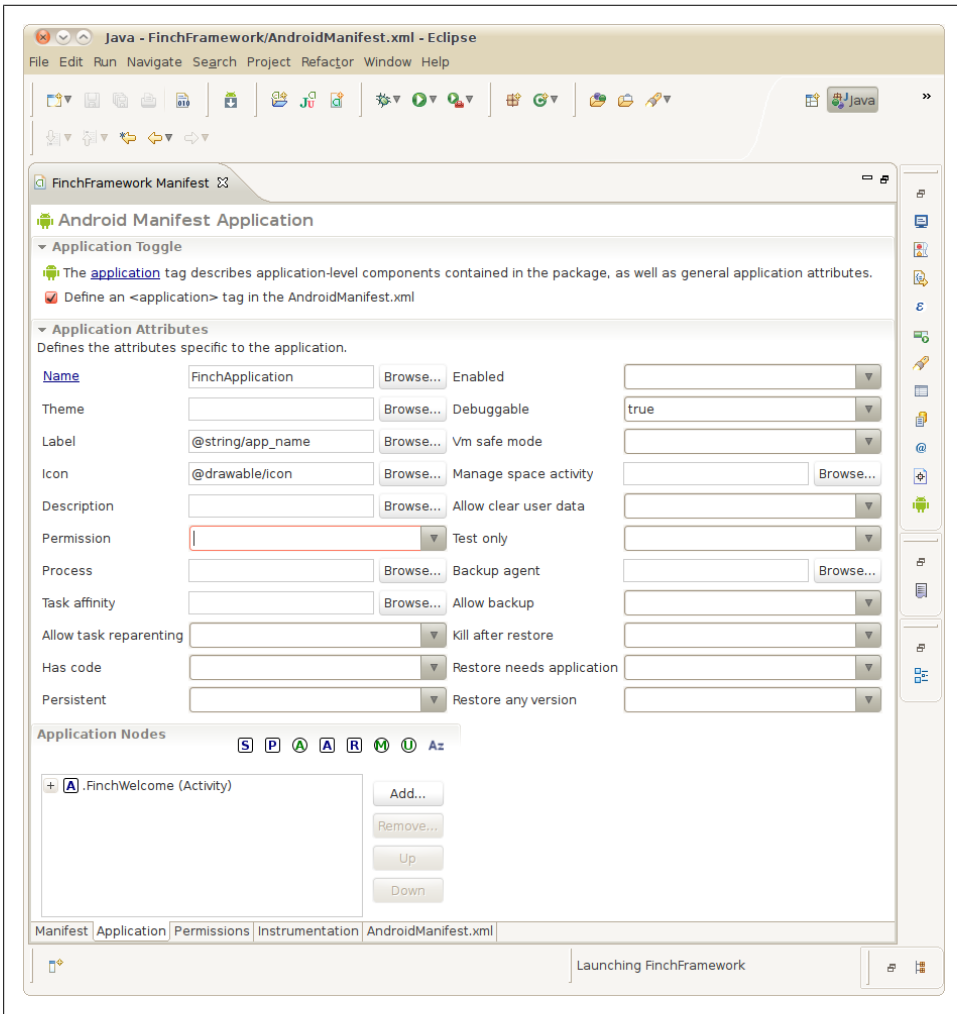 Java - FinchFramework/AndroidManifest.xml - Eclipse
File Edit Run Navigate Search Project Refactor Window Help
Java »
FinchFramework Manifest
Android Manifest Application
Application Toggle
The application tag describes application-level components contained in the package, as well as general application attributes.
Define an <application> tag in the AndroidManifest.xml
Application Attributes
Defines the attributes specific to the application.
Name FinchApplication Browse... Enabled
Theme Browse... Debuggable true
Label @string/app_name Browse... Vm safe mode
Icon @drawable/icon Browse... Manage space activity Browse...
Description Browse... Allow clear user data
Permission Test only
Process Browse... Backup agent Browse...
Task affinity Browse... Allow backup
Allow task reparenting Kill after restore
Has code Restore needs application
Persistent Restore any version
Application Nodes S P A A R M U Az
A .FinchWelcome (Activity)
Add...
Remove...
Up
Down
Manifest Application Permissions Instrumentation AndroidManifest.xml
Launching FinchFramework